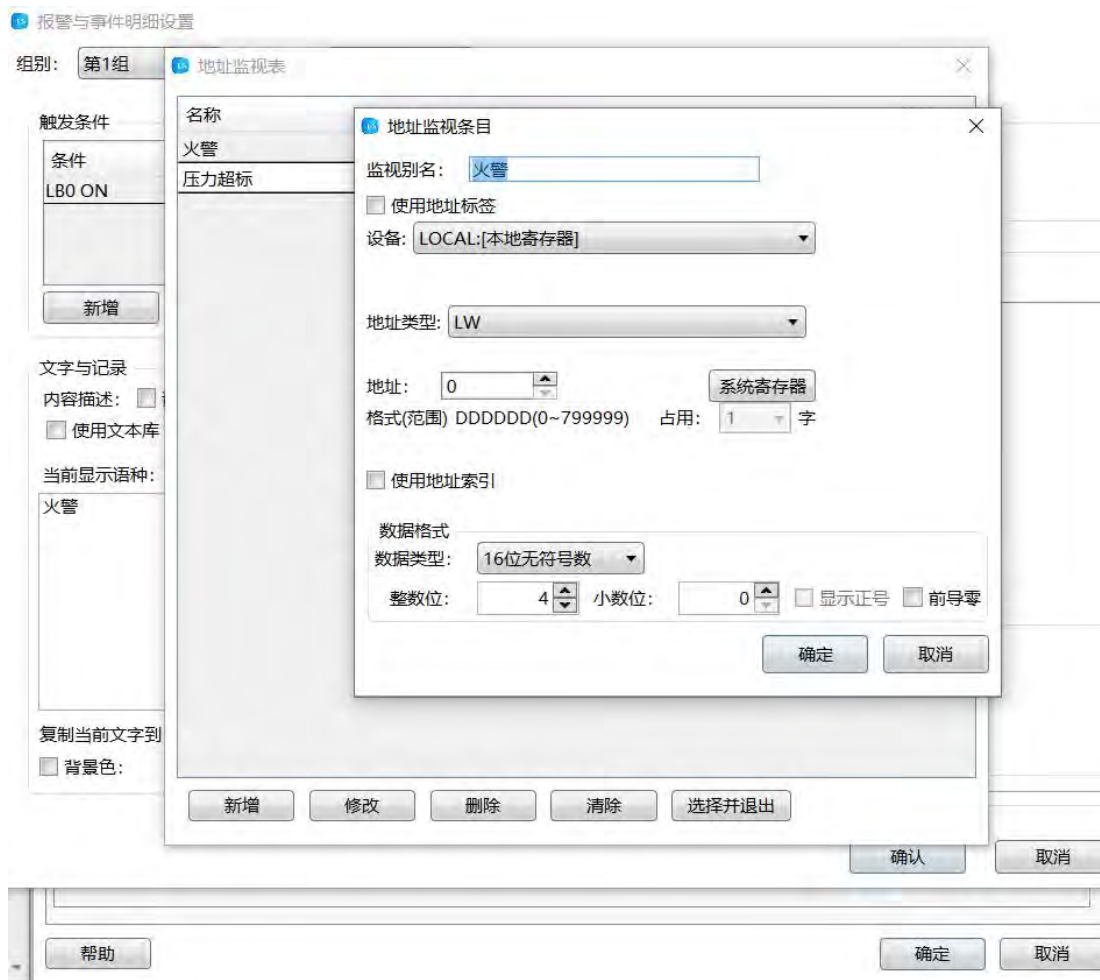 报警与事件明细设置
组别： 第1组
地址监视表
触发条件
条件
LB0 ON
新增
名称
火警
压力超标
地址监视条目
监视别名： 火警
使用地址标签
设备: LOCAL:[本地寄存器]
地址类型: LW
地址： 0 系统寄存器
格式(范围) DDDDDD(0~799999) 占用： 1 字
使用地址索引
数据格式
数据类型： 16位无符号数
整数位： 4 小数位： 0 显示正号 前导零
确定 取消
文字与记录
内容描述：
使用文本库
当前显示语种：
火警
复制当前文字到
背景色：
新增 修改 删除 清除 选择并退出
确认 取消
帮助 确定 取消